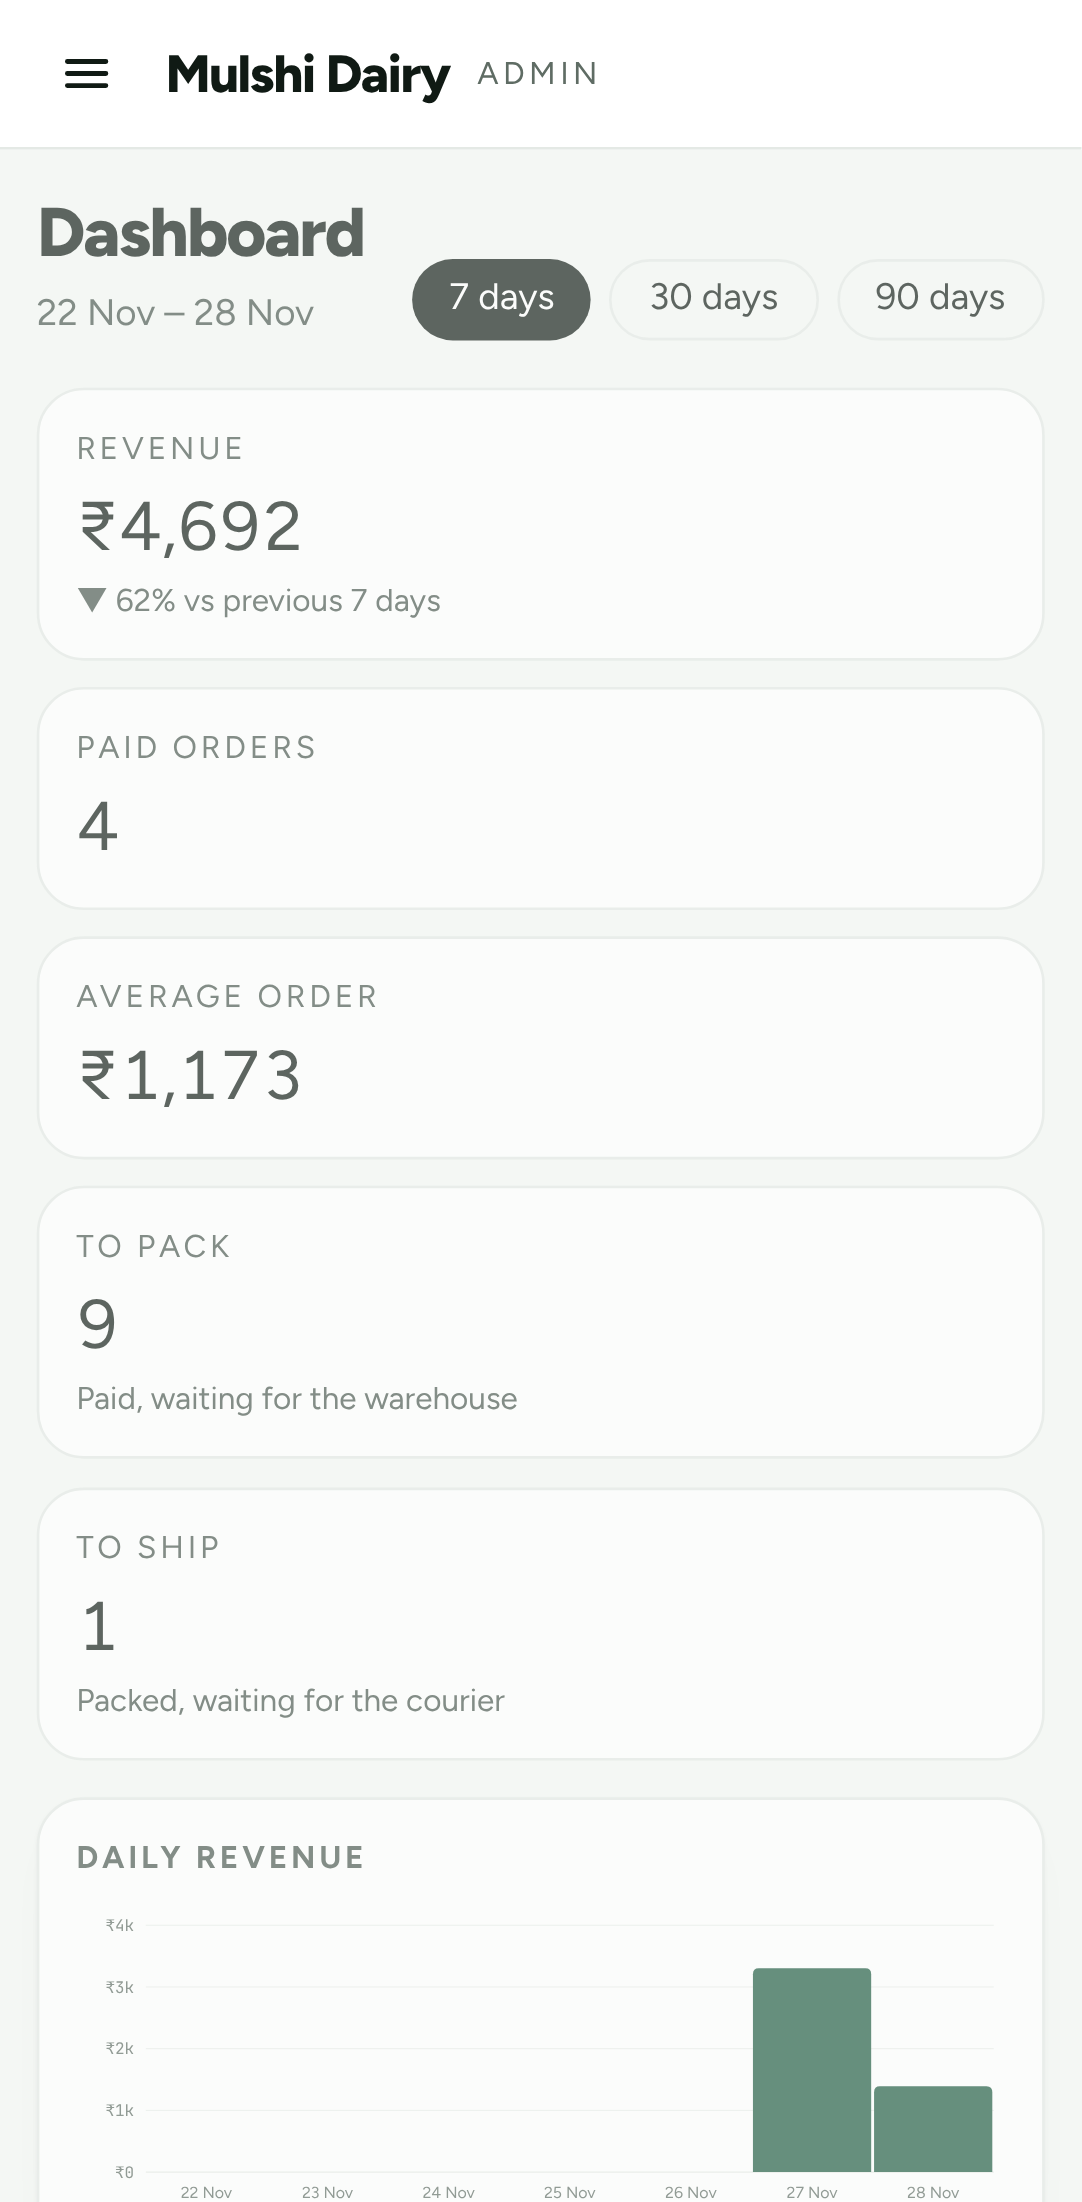 Mulshi Dairy ADMIN
Dashboard
22 Nov – 28 Nov
7 days
30 days
90 days
REVENUE
₹4,692
▼ 62% vs previous 7 days
PAID ORDERS
4
AVERAGE ORDER
₹1,173
TO PACK
9
Paid, waiting for the warehouse
TO SHIP
1
Packed, waiting for the courier
DAILY REVENUE
₹4k
₹3k
₹2k
₹1k
₹0
22 Nov 23 Nov 24 Nov 25 Nov 26 Nov 27 Nov 28 Nov